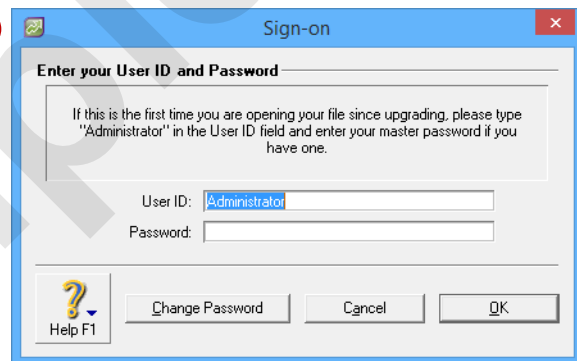 Sign-on
Enter your User ID and Password
If this is the first time you are opening your file since upgrading, please type
"Administrator" in the User ID field and enter your master password if you
have one.
User ID: Administrator
Password:
Change Password Cancel OK
Help F1